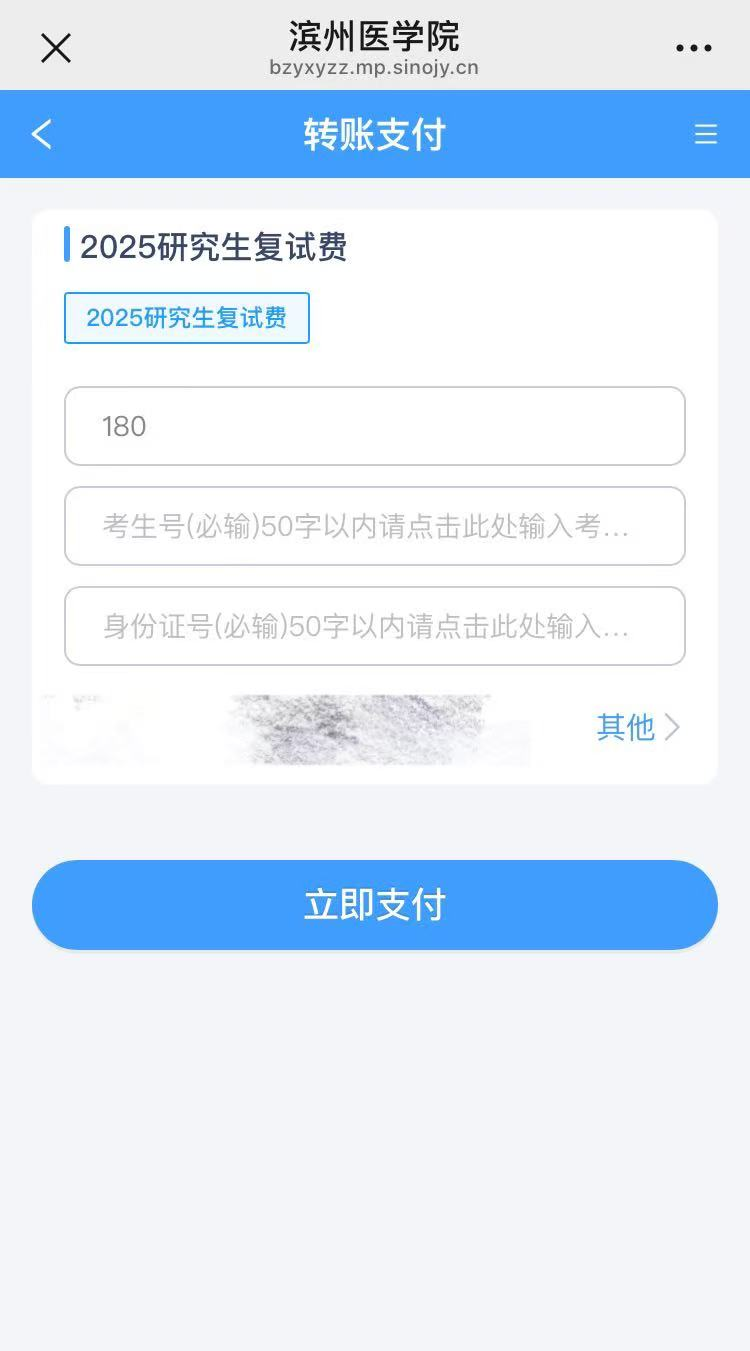 滨州医学院
bzyxyzz.mp.sinojy.cn
转账支付
2025研究生复试费
2025研究生复试费
180
考生号(必输)50字以内请点击此处输入考...
身份证号(必输)50字以内请点击此处输入...
其他
立即支付